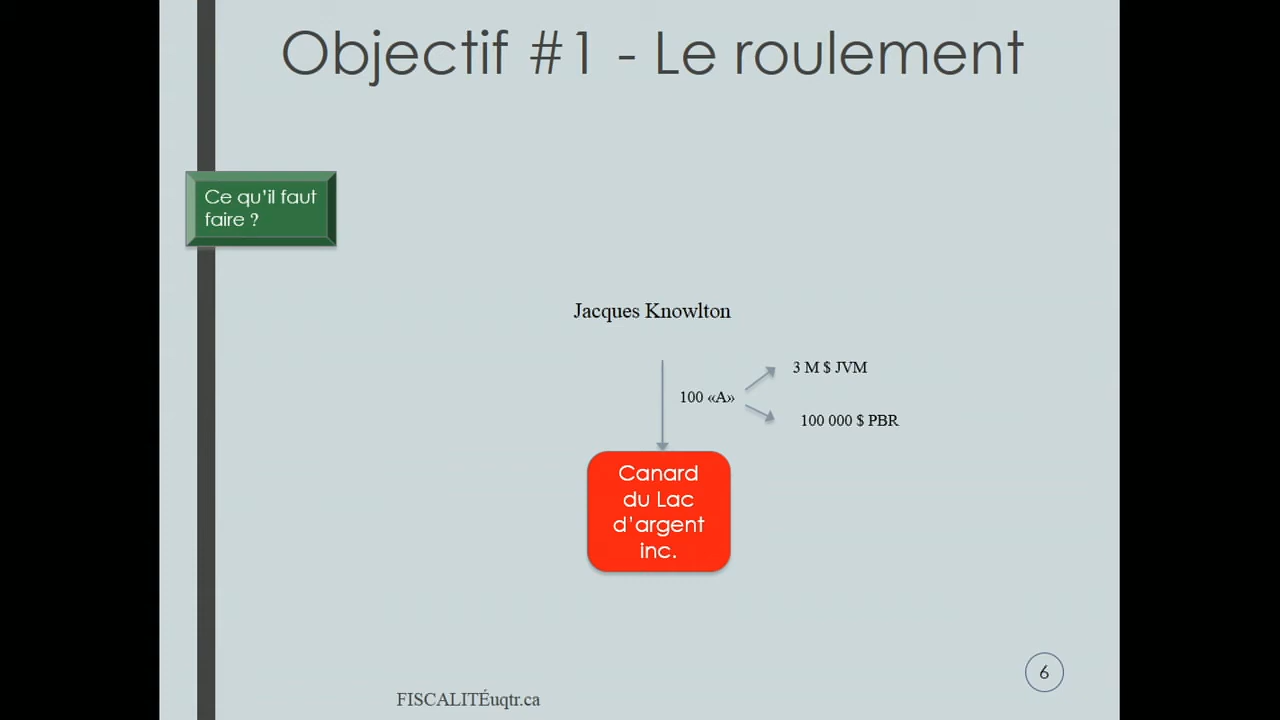 Objectif #1 - Le roulement
Ce qu'il faut
faire ?
Jacques Knowlton
3 M $ JVM
100 «A»
100 000 $ PBR
Canard
du Lac
d'argent
inc.
6
FISCALITÉuqtr.ca